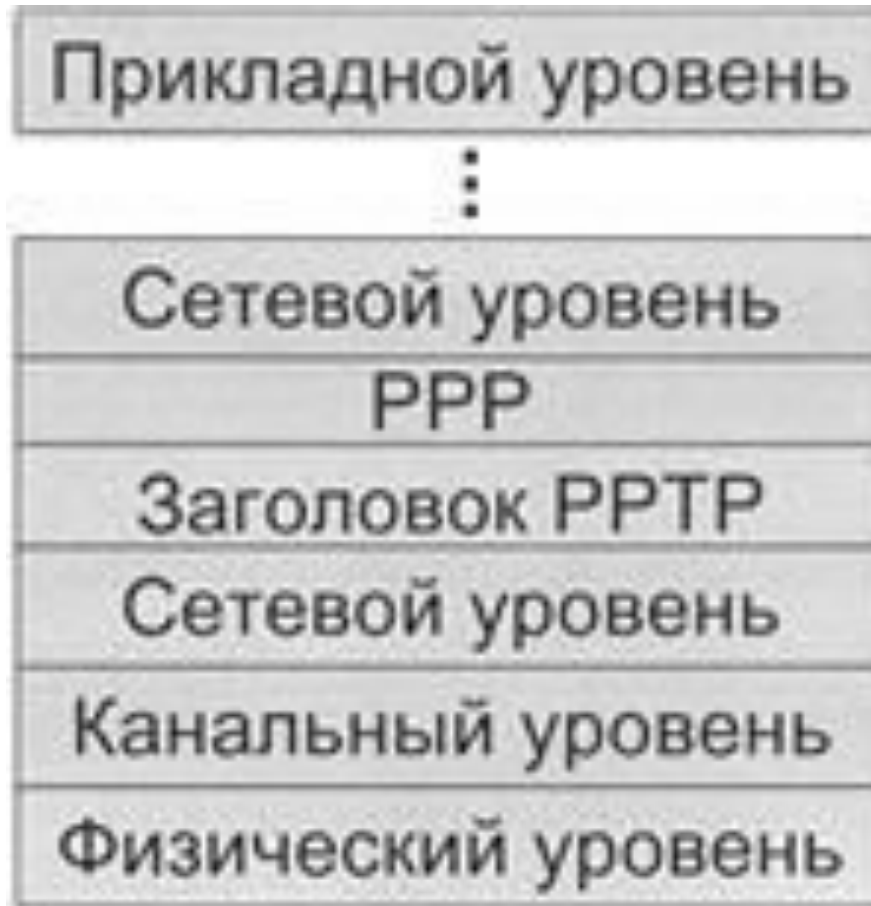 Прикладной уровень
Сетевой уровень
PPP
Заголовок PPTP
Сетевой уровень
Канальный уровень
Физический уровень